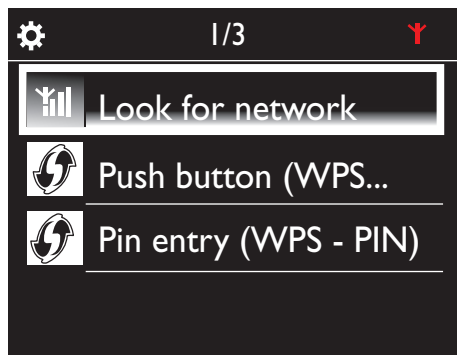 1/3
Look for network
Push button (WPS...
Pin entry (WPS - PIN)